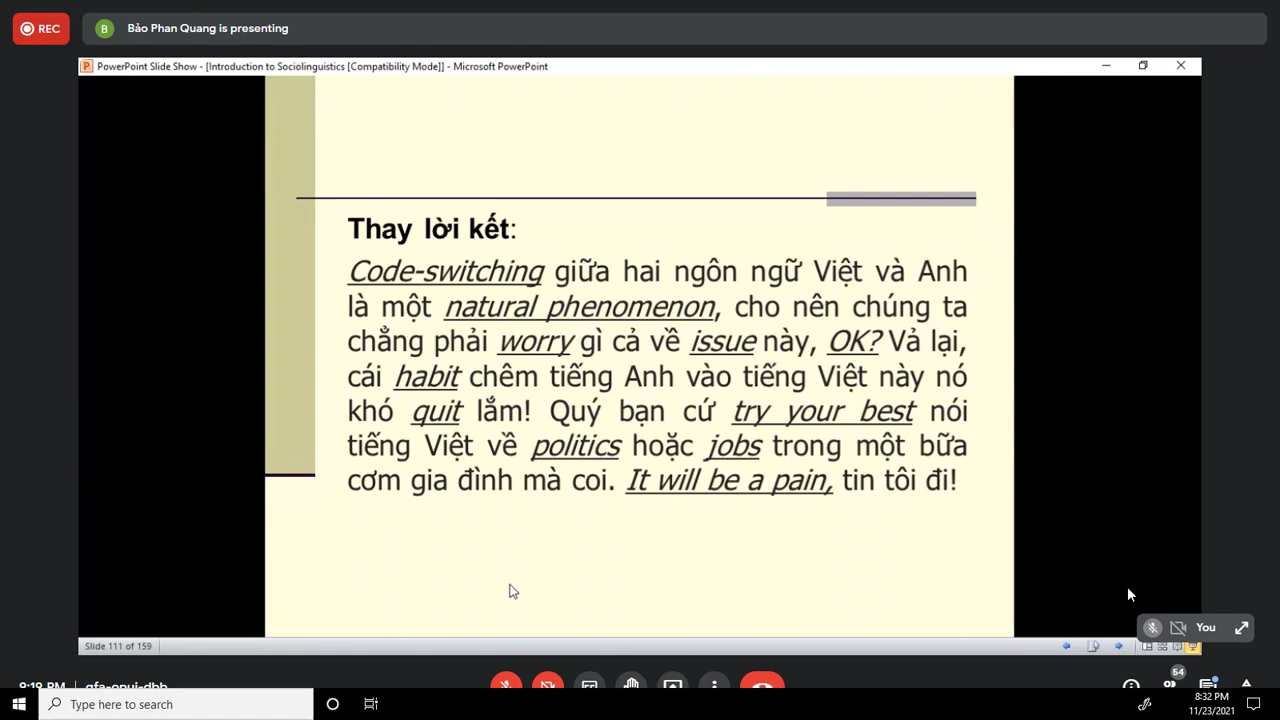 REC
B
Bảo Phan Quang is presenting
PowerPoint Slide Show - [Introduction to Sociolinguistics [Compatibility Mode]] - Microsoft PowerPoint
Thay lời kết:
Code-switching giữa hai ngôn ngữ Việt và Anh
là một natural phenomenon, cho nên chúng ta
chẳng phải worry gì cả về issue này, OK? Vả lại,
cái habit chêm tiếng Anh vào tiếng Việt này nó
khó quit lắm! Quý bạn cứ try your best nói
tiếng Việt về politics hoặc jobs trong một bữa
cơm gia đình mà coi. It will be a pain, tin tôi đi!
You
Slide 111 of 159
54
Type here to search
8:32 PM
11/23/2021